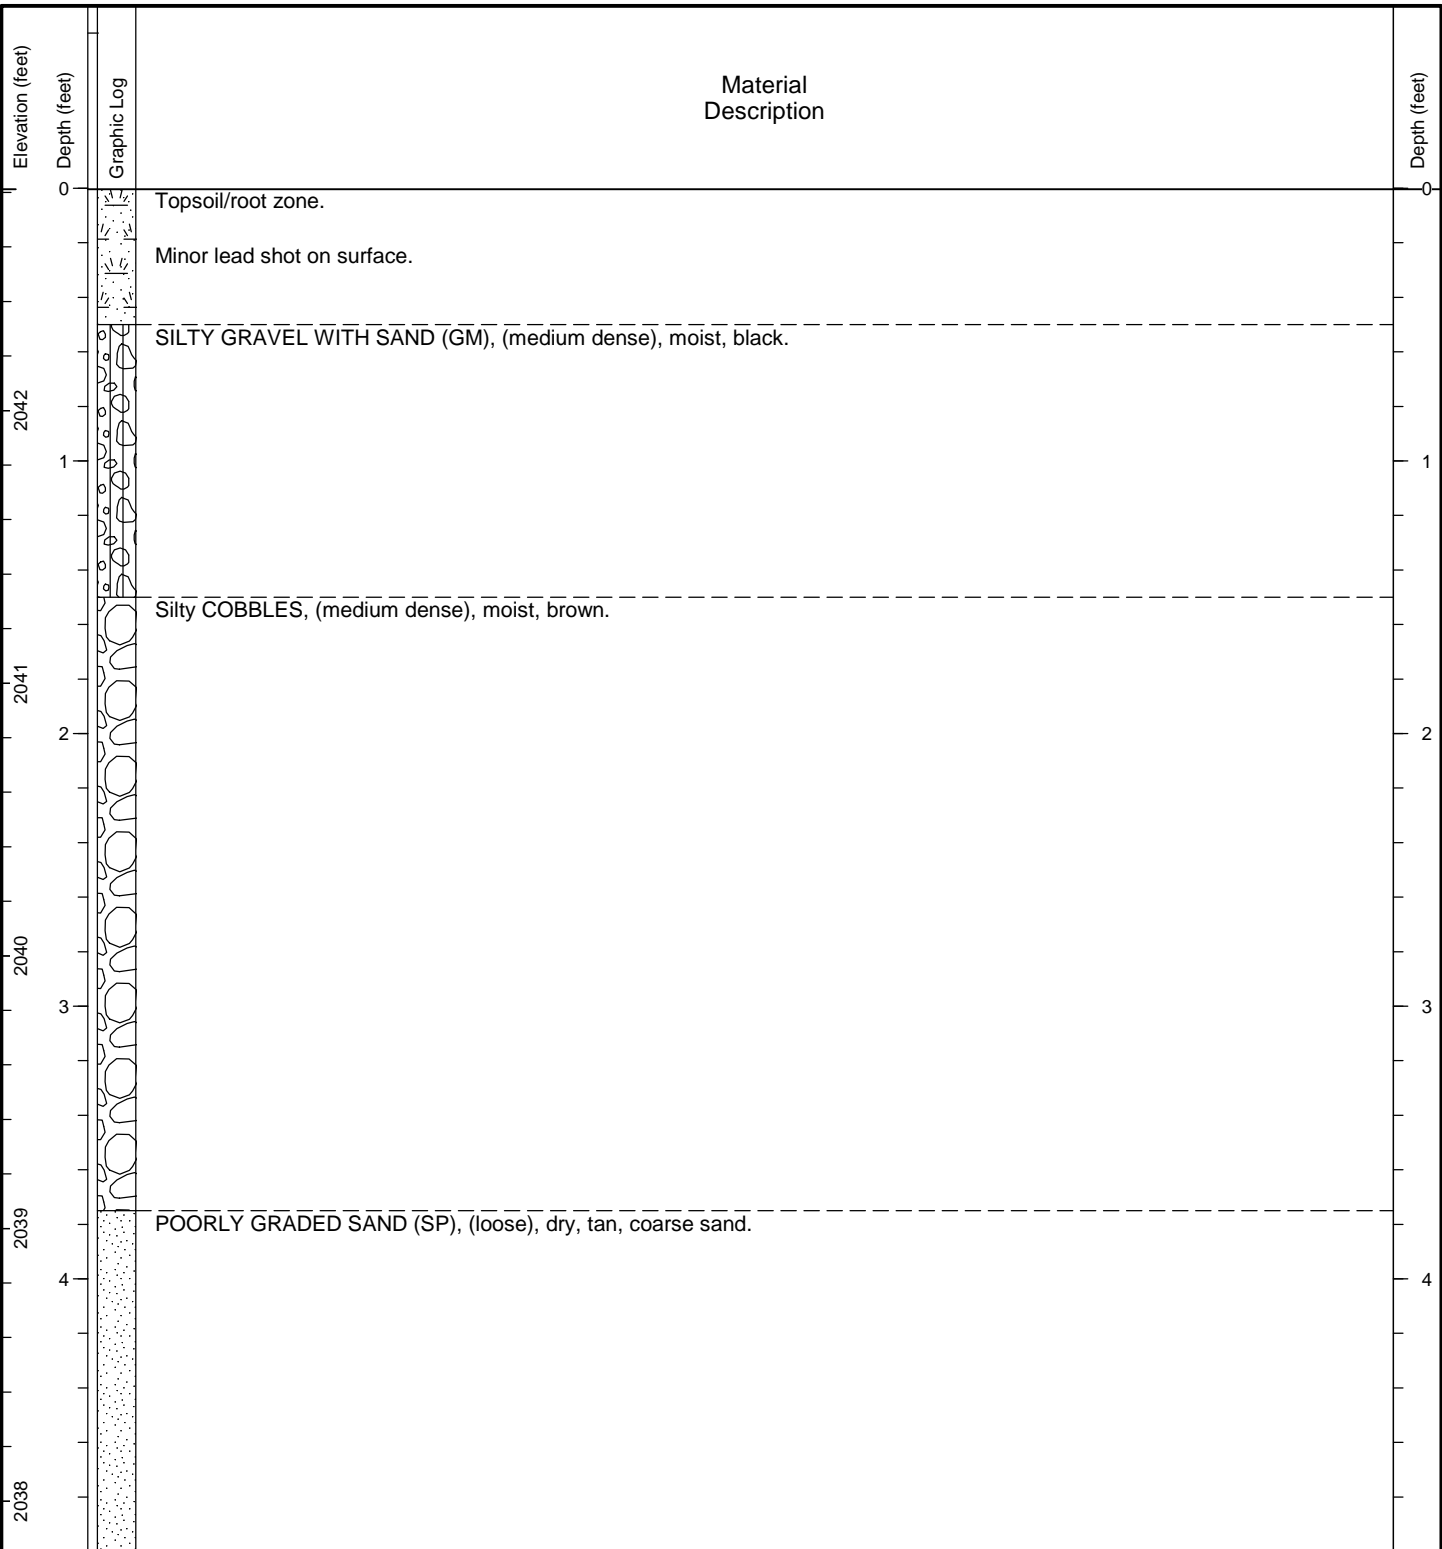 Elevation (feet)
Depth (feet)
Graphic Log
Material
Description
Depth (feet)
0
Topsoil/root zone.
0
Minor lead shot on surface.
SILTY GRAVEL WITH SAND (GM), (medium dense), moist, black.
2042
1
1
Silty COBBLES, (medium dense), moist, brown.
2041
2
2
2040
3
3
POORLY GRADED SAND (SP), (loose), dry, tan, coarse sand.
2039
4
4
2038